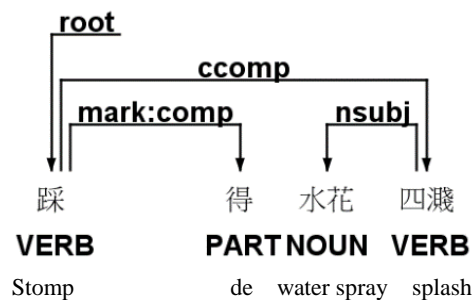 root
ccomp
mark:comp nsubj
踩 得 水花 四濺
VERB PART NOUN VERB
Stomp de water spray splash